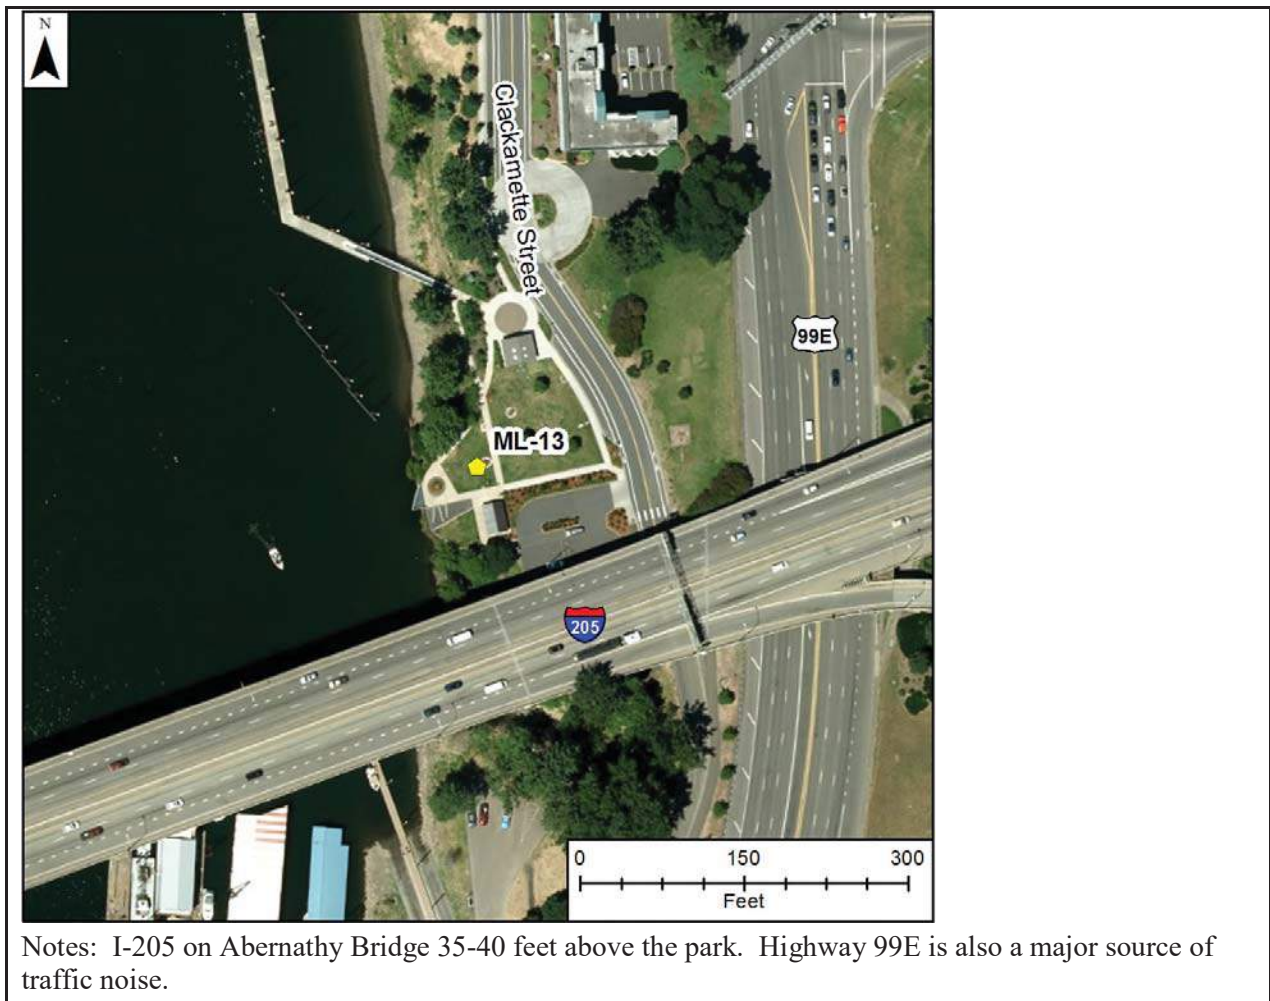 N
Clackamette Street
99E
ML-13
205
0 150 300
Feet
Notes: I-205 on Abernathy Bridge 35-40 feet above the park. Highway 99E is also a major source of
traffic noise.